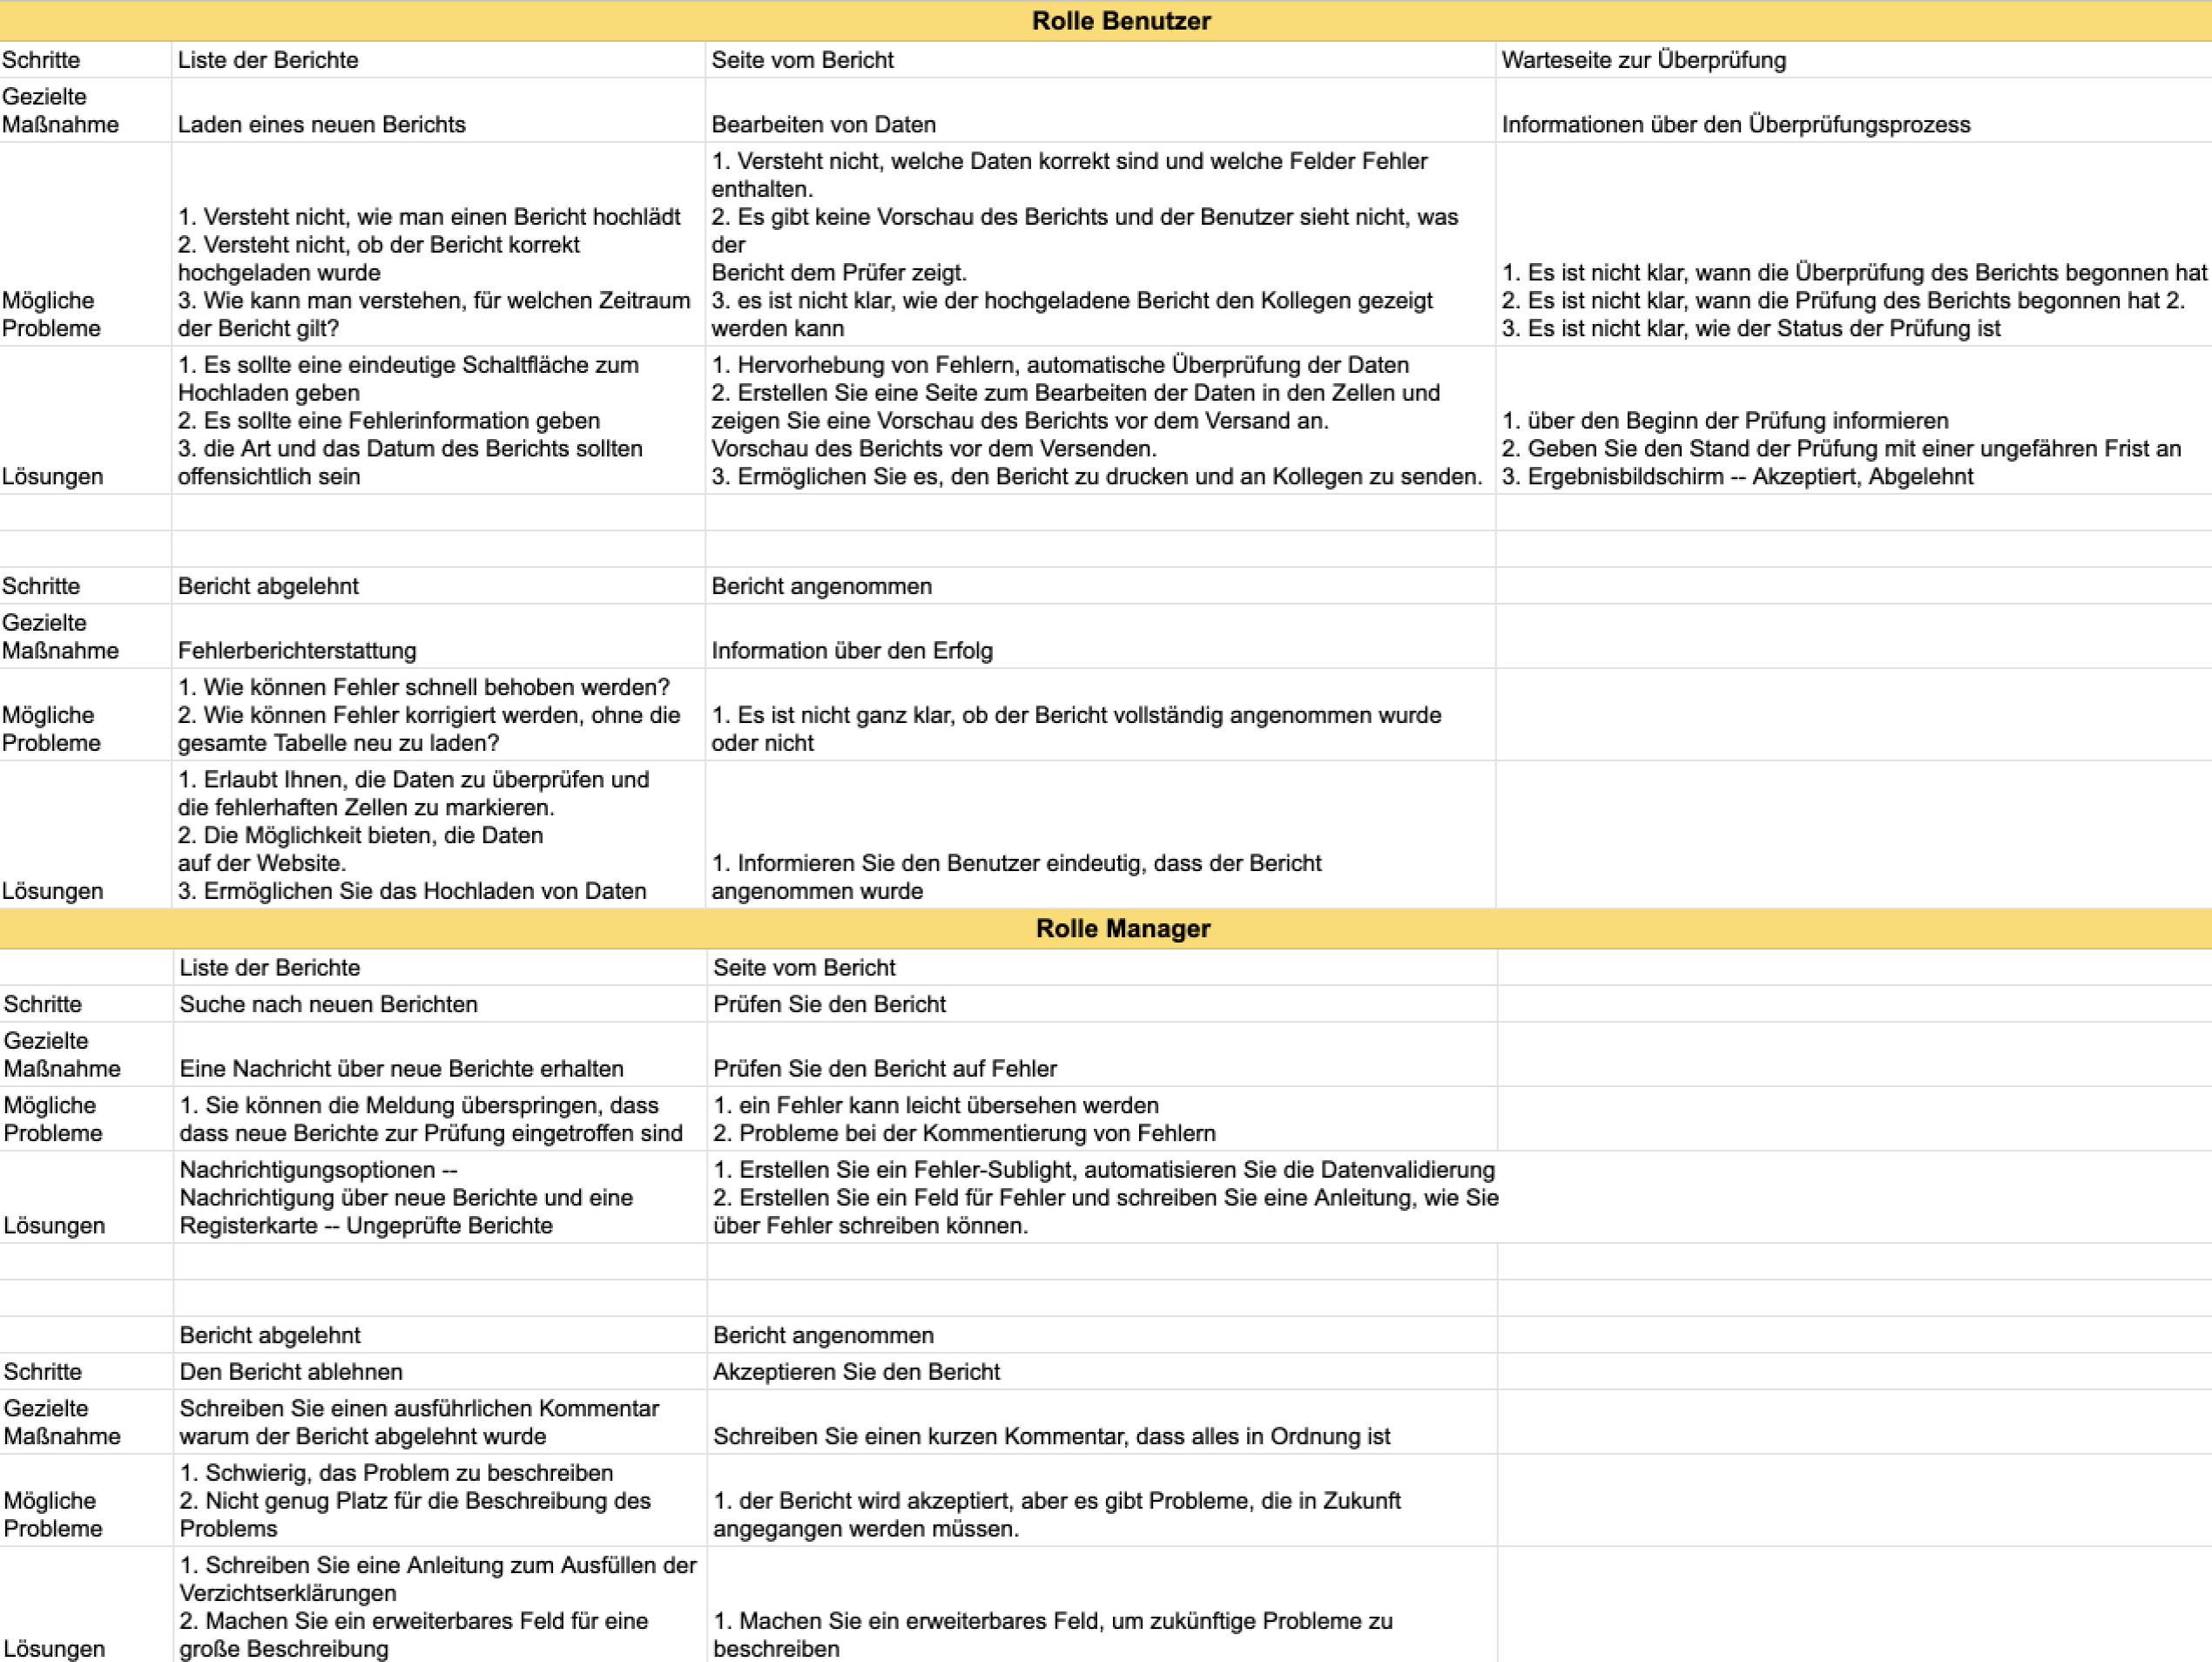 Rolle Benutzer
Schritte
Liste der Berichte
Seite vom Bericht
Warteseite zur Überprüfung
Gezielte
Maßnahme
Laden eines neuen Berichts
Bearbeiten von Daten
Informationen über den Überprüfungsprozess
Mögliche
Probleme
1. Versteht nicht, wie man einen Bericht hochlädt
2. Versteht nicht, ob der Bericht korrekt
hochgeladen wurde
3. Wie kann man verstehen, für welchen Zeitraum
der Bericht gilt?
1. Versteht nicht, welche Daten korrekt sind und welche Felder Fehler
enthalten.
2. Es gibt keine Vorschau des Berichts und der Benutzer sieht nicht, was
der
Bericht dem Prüfer zeigt.
3. es ist nicht klar, wie der hochgeladene Bericht den Kollegen gezeigt
werden kann
1. Es ist nicht klar, wann die Überprüfung des Berichts begonnen hat
2. Es ist nicht klar, wann die Prüfung des Berichts begonnen hat 2.
3. Es ist nicht klar, wie der Status der Prüfung ist
Lösungen
1. Es sollte eine eindeutige Schaltfläche zum
Hochladen geben
2. Es sollte eine Fehlerinformation geben
3. die Art und das Datum des Berichts sollten
offensichtlich sein
1. Hervorhebung von Fehlern, automatische Überprüfung der Daten
2. Erstellen Sie eine Seite zum Bearbeiten der Daten in den Zellen und
zeigen Sie eine Vorschau des Berichts vor dem Versand an.
Vorschau des Berichts vor dem Versenden.
3. Ermöglichen Sie es, den Bericht zu drucken und an Kollegen zu senden.
1. über den Beginn der Prüfung informieren
2. Geben Sie den Stand der Prüfung mit einer ungefähren Frist an
3. Ergebnisbildschirm -- Akzeptiert, Abgelehnt
Schritte
Bericht abgelehnt
Bericht angenommen
Gezielte
Maßnahme
Fehlerberichterstattung
Information über den Erfolg
Mögliche
Probleme
1. Wie können Fehler schnell behoben werden?
2. Wie können Fehler korrigiert werden, ohne die
gesamte Tabelle neu zu laden?
1. Es ist nicht ganz klar, ob der Bericht vollständig angenommen wurde
oder nicht
Lösungen
1. Erlaubt Ihnen, die Daten zu überprüfen und
die fehlerhaften Zellen zu markieren.
2. Die Möglichkeit bieten, die Daten
auf der Website.
3. Ermöglichen Sie das Hochladen von Daten
1. Informieren Sie den Benutzer eindeutig, dass der Bericht
angenommen wurde
Rolle Manager
Liste der Berichte
Seite vom Bericht
Schritte
Suche nach neuen Berichten
Prüfen Sie den Bericht
Gezielte
Maßnahme
Eine Nachricht über neue Berichte erhalten
Prüfen Sie den Bericht auf Fehler
Mögliche
Probleme
1. Sie können die Meldung überspringen, dass
dass neue Berichte zur Prüfung eingetroffen sind
1. ein Fehler kann leicht übersehen werden
2. Probleme bei der Kommentierung von Fehlern
Lösungen
Nachrichtigungsoptionen --
Nachrichtigung über neue Berichte und eine
Registerkarte -- Ungeprüfte Berichte
1. Erstellen Sie ein Fehler-Sublight, automatisieren Sie die Datenvalidierung
2. Erstellen Sie ein Feld für Fehler und schreiben Sie eine Anleitung, wie Sie
über Fehler schreiben können.
Bericht abgelehnt
Bericht angenommen
Schritte
Den Bericht ablehnen
Akzeptieren Sie den Bericht
Gezielte
Maßnahme
Schreiben Sie einen ausführlichen Kommentar
warum der Bericht abgelehnt wurde
Schreiben Sie einen kurzen Kommentar, dass alles in Ordnung ist
Mögliche
Probleme
1. Schwierig, das Problem zu beschreiben
2. Nicht genug Platz für die Beschreibung des
Problems
1. der Bericht wird akzeptiert, aber es gibt Probleme, die in Zukunft
angegangen werden müssen.
Lösungen
1. Schreiben Sie eine Anleitung zum Ausfüllen der
Verzichtserklärungen
2. Machen Sie ein erweiterbares Feld für eine
große Beschreibung
1. Machen Sie ein erweiterbares Feld, um zukünftige Probleme zu
beschreiben